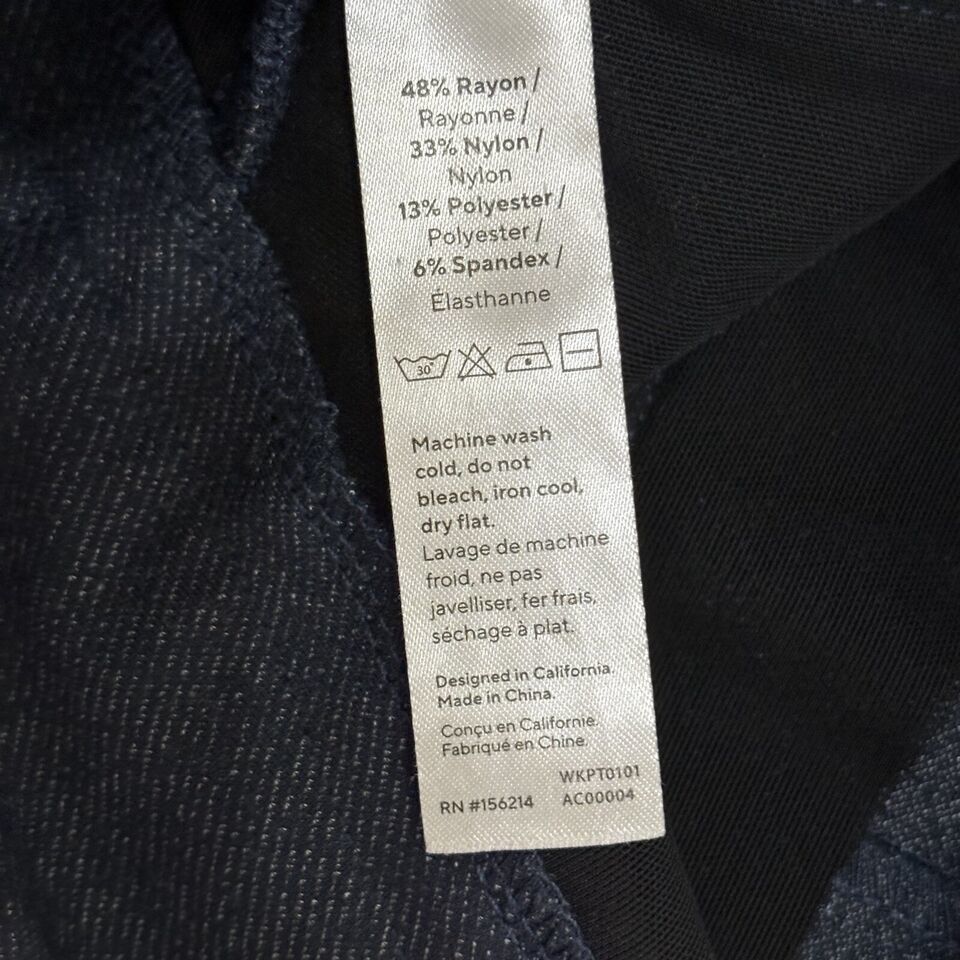 48% Rayon /
Rayonne /
33% Nylon /
Nylon
13% Polyester /
Polyester /
6% Spandex /
Élasthanne
30°
Machine wash
cold, do not
bleach, iron cool,
dry flat.
Lavage de machine
froid, ne pas
javelliser, fer frais,
séchage à plat.
Designed in California.
Made in China.
Conçu en Californie.
Fabriqué en Chine.
WKPT0101
RN #156214 AC00004